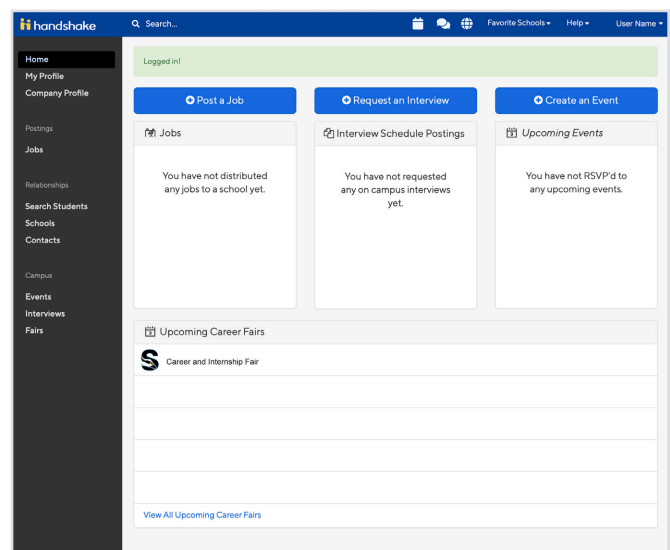 handshake
Search...
Favorite Schools
Help
User Name
Home
My Profile
Company Profile
Postings
Jobs
Relationships
Search Students
Schools
Contacts
Campus
Events
Interviews
Fairs
Logged in!
Post a Job
Request an Interview
Create an Event
Jobs
You have not distributed
any jobs to a school yet.
Interview Schedule Postings
You have not requested
any on campus interviews
yet.
Upcoming Events
You have not RSVP'd to
any upcoming events.
Upcoming Career Fairs
Career and Internship Fair
View All Upcoming Career Fairs